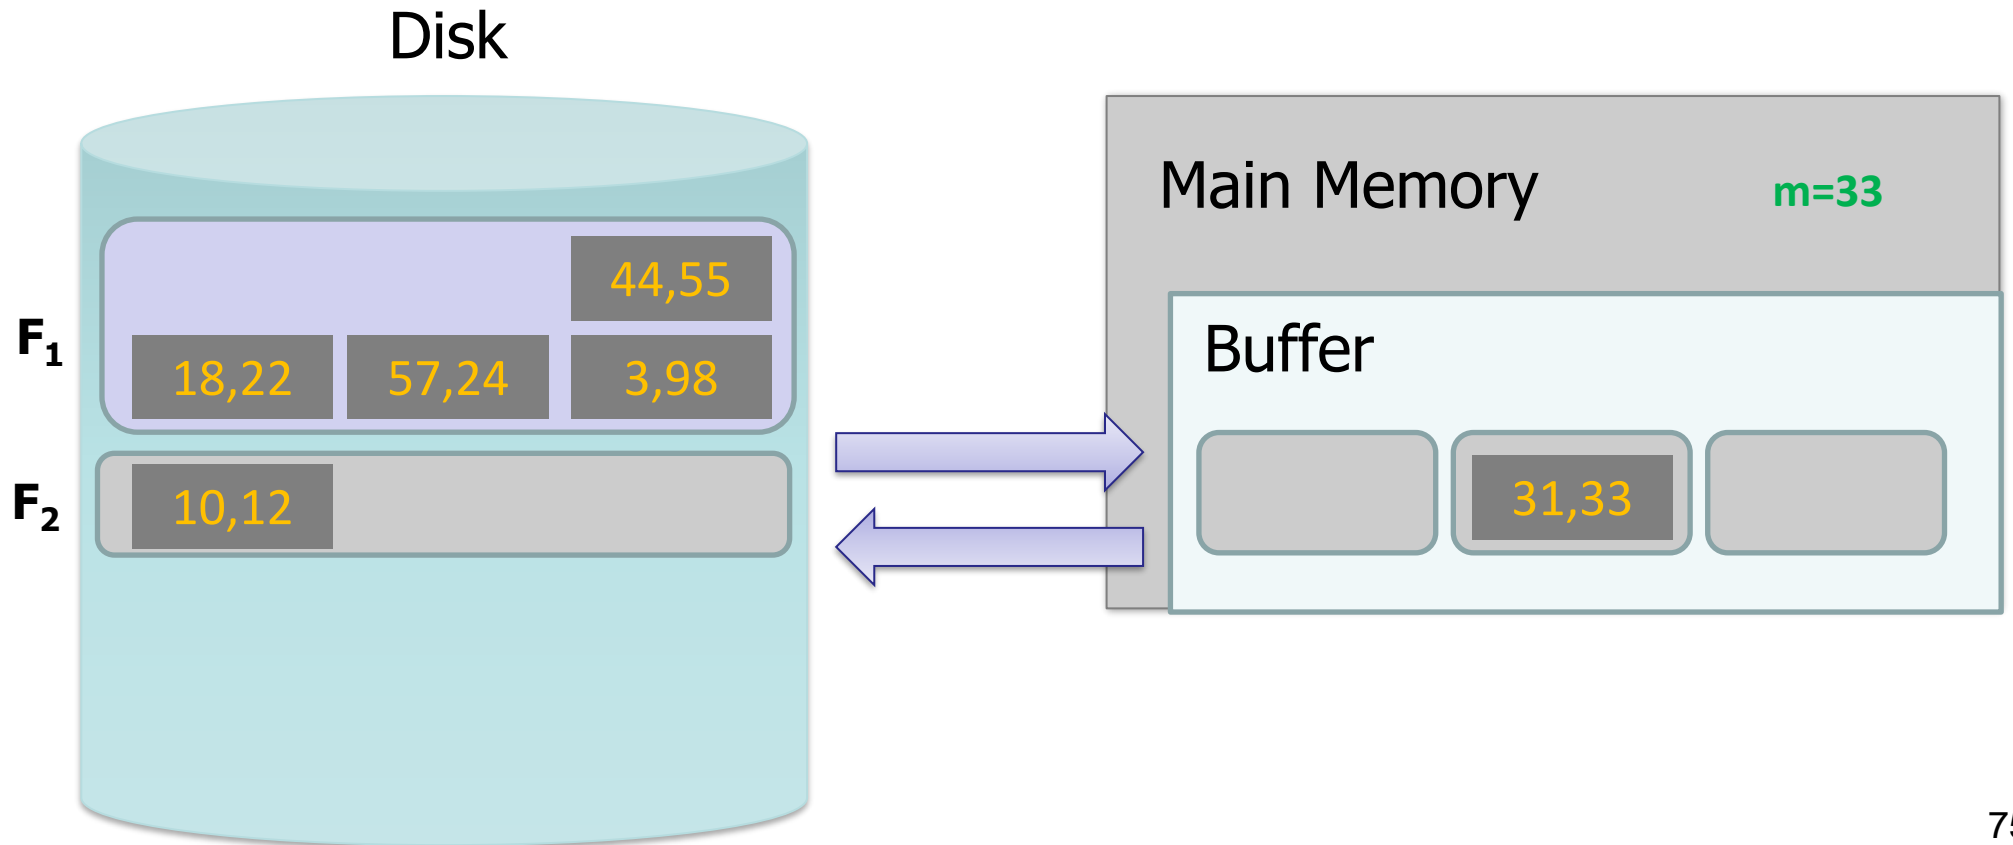 Disk
Main Memory
m=33
44,55
F₁
18,22
57,24
3,98
Buffer
F₂
10,12
31,33
75